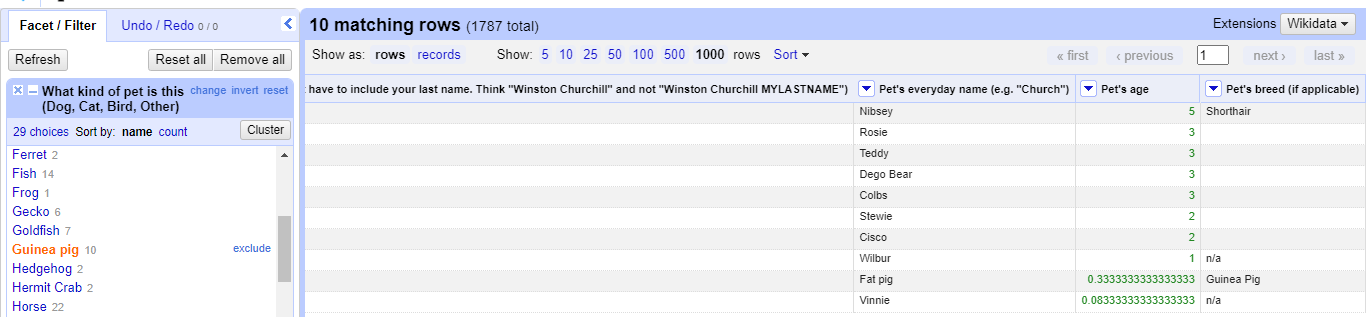 Facet / Filter Undo / Redo 0 / 0
Refresh Reset all Remove all
What kind of pet is this (Dog, Cat, Bird, Other) change invert reset
29 choices Sort by: name count Cluster
Ferret 2
Fish 14
Frog 1
Gecko 6
Goldfish 7
Guinea pig 10 exclude
Hedgehog 2
Hermit Crab 2
Horse 22
10 matching rows (1787 total) Extensions Wikidata
Show as: rows records Show: 5 10 25 50 100 500 1000 rows Sort « first ‹ previous 1 next › last »
have to include your last name. Think "Winston Churchill" and not "Winston Churchill MYLASTNAME") Pet's everyday name (e.g. "Church") Pet's age Pet's breed (if applicable)
Nibsey 5 Shorthair
Rosie 3
Teddy 3
Dego Bear 3
Colbs 3
Stewie 2
Cisco 2
Wilbur 1 n/a
Fat pig 0.3333333333333333 Guinea Pig
Vinnie 0.08333333333333333 n/a